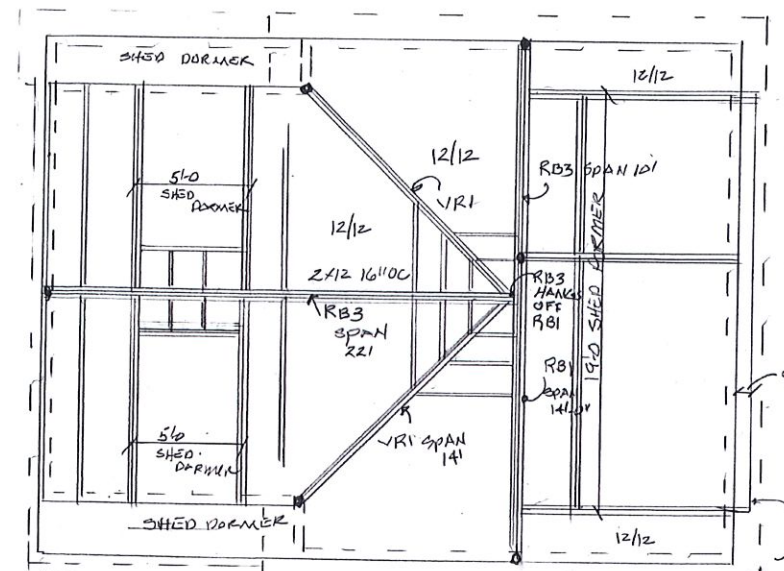 SHED DORMER
12/12
5'-0
SHED
DORMER
12/12
VR1
RB3 SPAN 10'
12/12
2X12 16"OC
RB3
SPAN
22'
RB3
HANGS
OFF
RB1
19'-0 SHED DORMER
RB1
SPAN
14'-0"
5'-0
SHED
DORMER
VR1 SPAN
14'
SHED DORMER
12/12